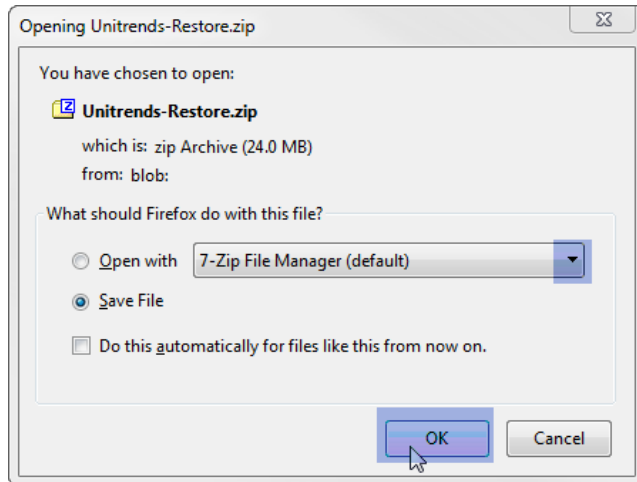 Opening Unitrends-Restore.zip
You have chosen to open:
Unitrends-Restore.zip
which is: zip Archive (24.0 MB)
from: blob:
What should Firefox do with this file?
Open with 7-Zip File Manager (default)
Save File
Do this automatically for files like this from now on.
OK Cancel